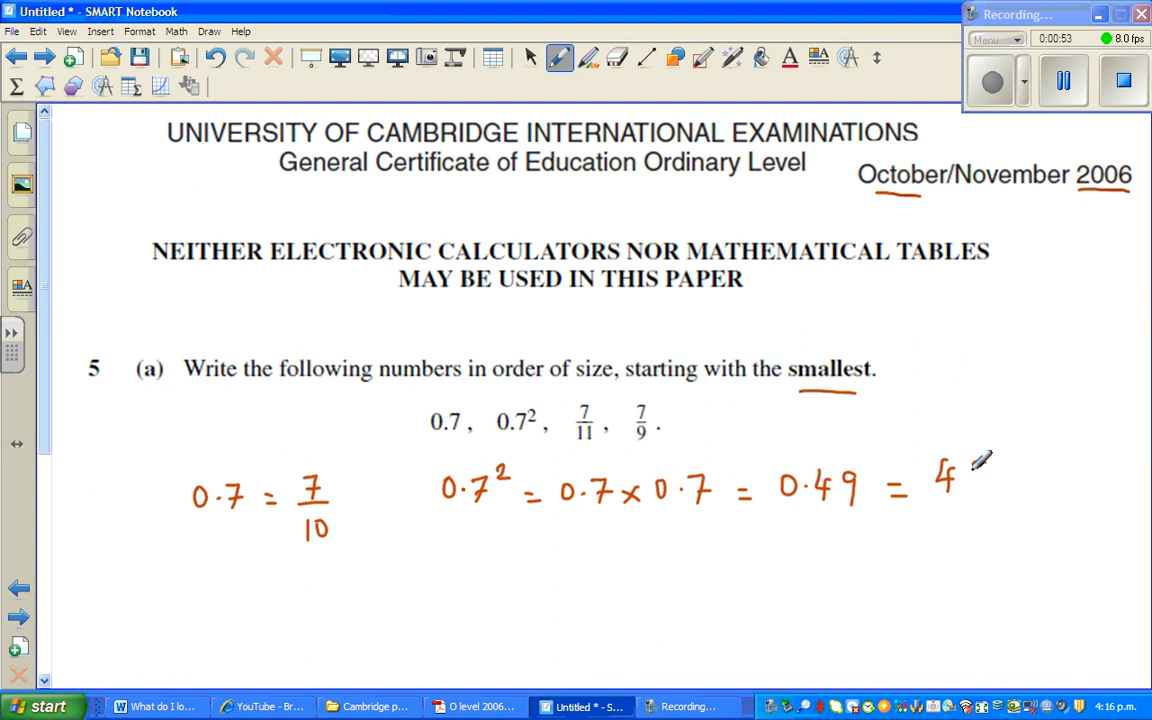 Untitled * - SMART Notebook
Recording...
File Edit View Insert Format Math Draw Help
Menu 0:00:53 8.0 fps
UNIVERSITY OF CAMBRIDGE INTERNATIONAL EXAMINATIONS
General Certificate of Education Ordinary Level
October/November 2006
NEITHER ELECTRONIC CALCULATORS NOR MATHEMATICAL TABLES
MAY BE USED IN THIS PAPER
5 (a) Write the following numbers in order of size, starting with the smallest.
0.7 , 0.7² , 7/11 , 7/9 .
0.7 = 7/10 0.7² = 0.7 × 0.7 = 0.49 = 4
start What do I lo... YouTube - Br... Cambridge p... O level 2006... Untitled * - S... Recording... 4:16 p.m.